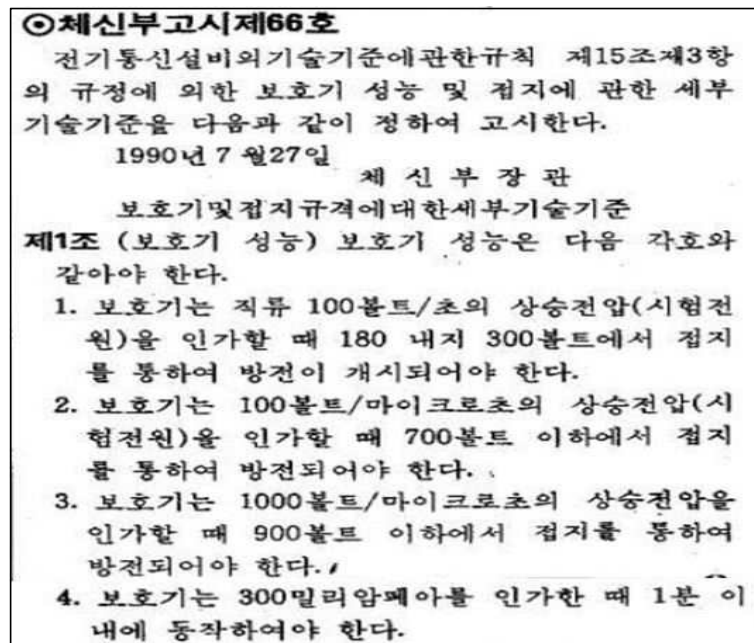 ⊙체신부고시제66호
전기통신설비의기술기준에관한규칙 제15조제3항
의 규정에 의한 보호기 성능 및 접지에 관한 세부
기술기준을 다음과 같이 정하여 고시한다.
1990년 7월27일
체 신 부 장 관
보호기및접지규격에대한세부기술기준
제1조 (보호기 성능) 보호기 성능은 다음 각호와
같아야 한다.
1. 보호기는 직류 100볼트/초의 상승전압(시험전
원)을 인가할 때 180 내지 300볼트에서 접지
를 통하여 방전이 개시되어야 한다.
2. 보호기는 100볼트/마이크로초의 상승전압(시
험전원)을 인가할 때 700볼트 이하에서 접지
를 통하여 방전되어야 한다.
3. 보호기는 1000볼트/마이크로초의 상승전압을
인가할 때 900볼트 이하에서 접지를 통하여
방전되어야 한다.
4. 보호기는 300밀리암페아를 인가한 때 1분 이
내에 동작하여야 한다.